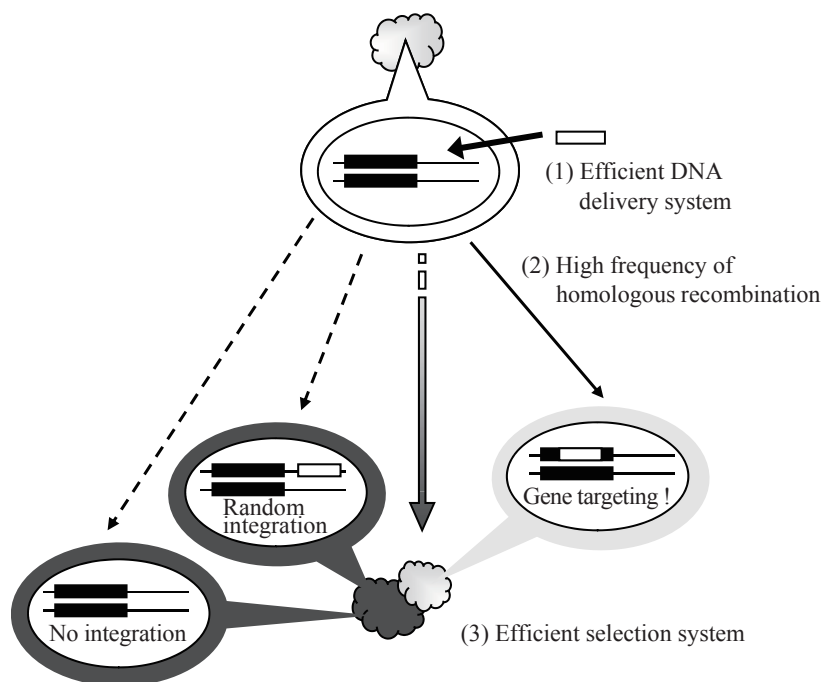 (1) Efficient DNA
delivery system
(2) High frequency of
homologous recombination
Random
integration
Gene targeting !
No integration
(3) Efficient selection system